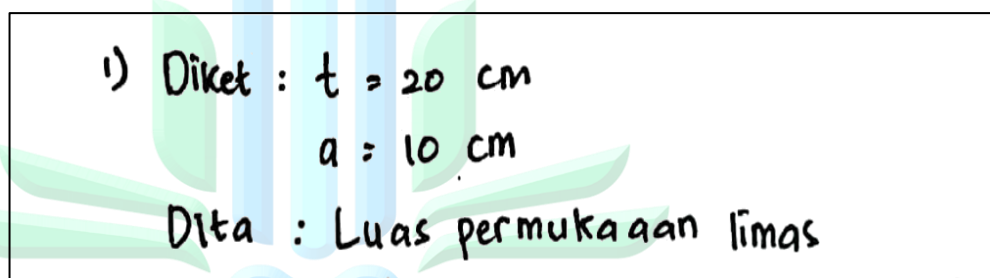 1) Diket : t = 20 cm
a = 10 cm
Dita : Luas permukaaan limas